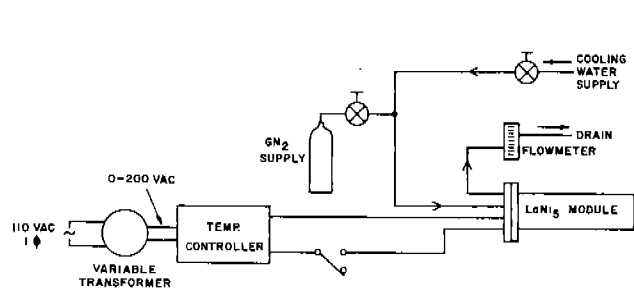 COOLING
WATER
SUPPLY
GN2
SUPPLY
DRAIN
FLOWMETER
0-200 VAC
LaNi5 MODULE
110 VAC
1 ϕ
~
TEMP.
CONTROLLER
VARIABLE
TRANSFORMER